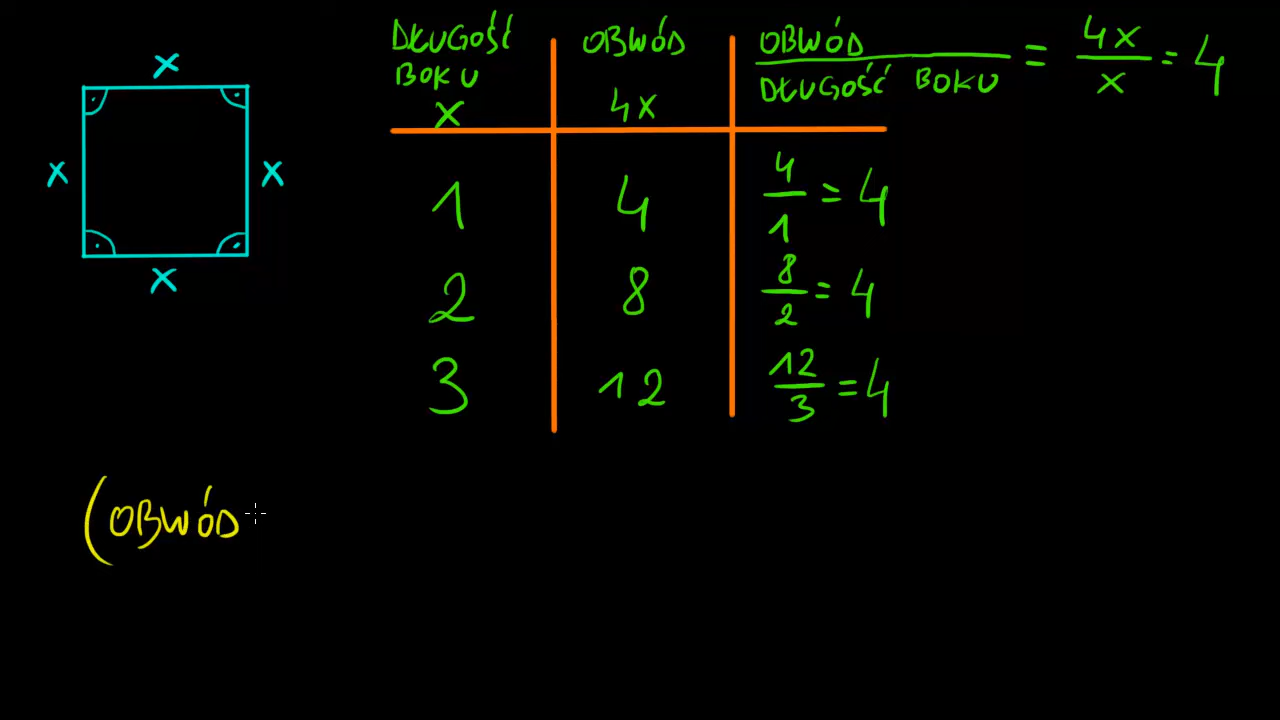 x
x x
x
DŁUGOŚĆ BOKU x | OBWÓD 4x | OBWÓD / DŁUGOŚĆ BOKU = 4x / x = 4
1 | 4 | 4/1 = 4
2 | 8 | 8/2 = 4
3 | 12 | 12/3 = 4
(OBWÓD